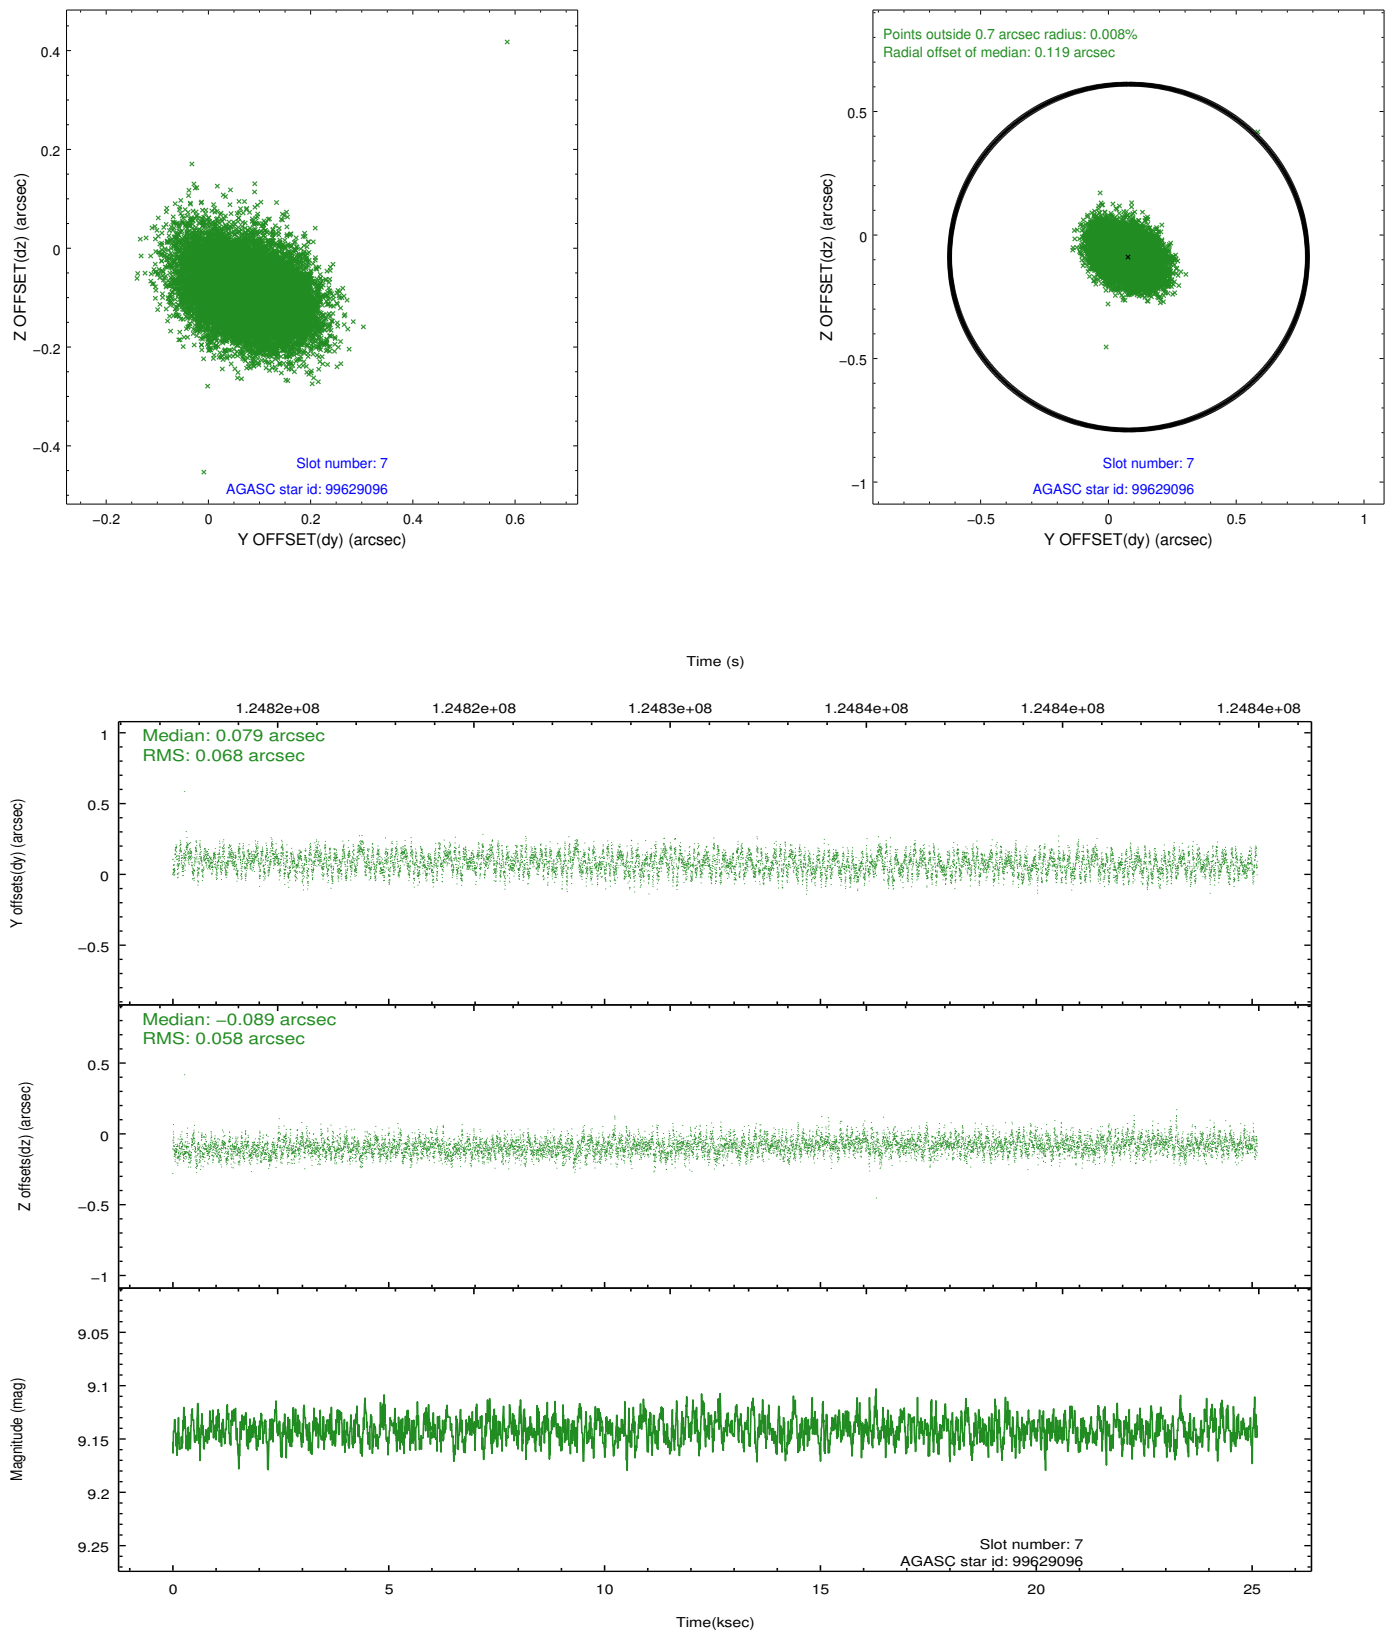 0.4
0.2
0
−0.2
−0.4
−0.2 0 0.2 0.4 0.6
Z OFFSET(dz) (arcsec)
Y OFFSET(dy) (arcsec)
Slot number: 7
AGASC star id: 99629096
Points outside 0.7 arcsec radius: 0.008%
Radial offset of median: 0.119 arcsec
0.5
0
−0.5
−1
−0.5 0 0.5 1
Z OFFSET(dz) (arcsec)
Y OFFSET(dy) (arcsec)
Slot number: 7
AGASC star id: 99629096
Time (s)
1.2482e+08 1.2482e+08 1.2483e+08 1.2484e+08 1.2484e+08 1.2484e+08
Median: 0.079 arcsec
RMS: 0.068 arcsec
1
0.5
0
−0.5
Y offsets(dy) (arcsec)
Median: −0.089 arcsec
RMS: 0.058 arcsec
0.5
0
−0.5
−1
Z offsets(dz) (arcsec)
9.05
9.1
9.15
9.2
9.25
Magnitude (mag)
Slot number: 7
AGASC star id: 99629096
0 5 10 15 20 25
Time(ksec)